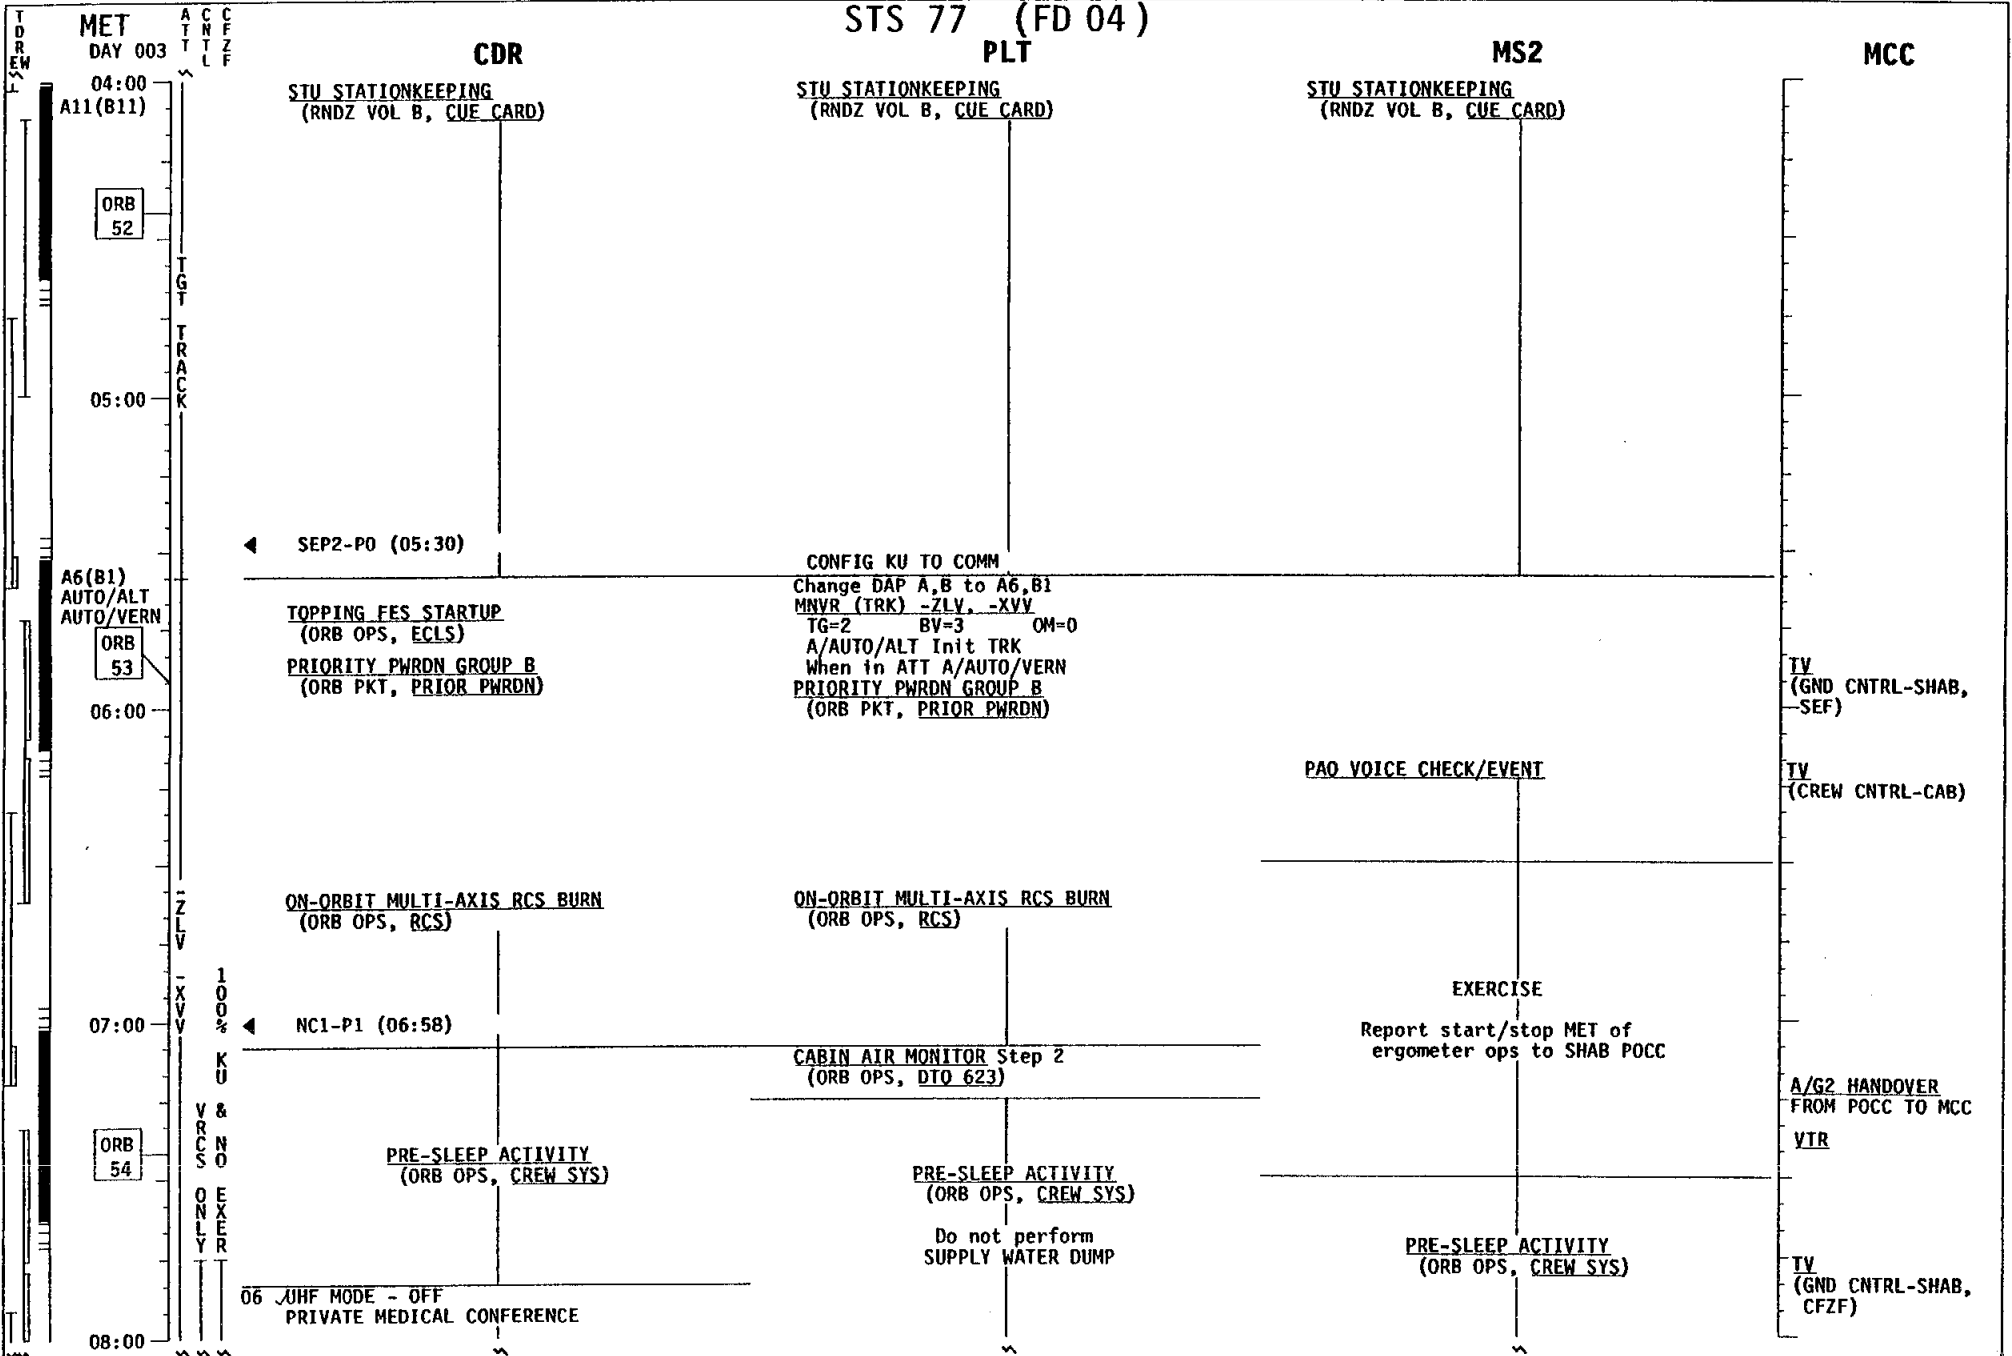 STS 77 (FD 04)
TDRE W
MET
DAY 003
ATT
CNTL
CFZF
CDR
PLT
MS2
MCC
04:00
A11(B11)
STU STATIONKEEPING
(RNDZ VOL B, CUE CARD)
STU STATIONKEEPING
(RNDZ VOL B, CUE CARD)
STU STATIONKEEPING
(RNDZ VOL B, CUE CARD)
ORB
52
TGT TRACK
05:00
SEP2-P0 (05:30)
CONFIG KU TO COMM
A6(B1)
AUTO/ALT
AUTO/VERN
ORB
53
TOPPING FES STARTUP
(ORB OPS, ECLS)
PRIORITY PWRDN GROUP B
(ORB PKT, PRIOR PWRDN)
Change DAP A,B to A6,B1
MNVR (TRK) -ZLV, -XVV
TG=2 BV=3 OM=0
A/AUTO/ALT Init TRK
When in ATT A/AUTO/VERN
PRIORITY PWRDN GROUP B
(ORB PKT, PRIOR PWRDN)
TV
(GND CNTRL-SHAB,
SEF)
06:00
PAO VOICE CHECK/EVENT
TV
(CREW CNTRL-CAB)
-ZLV -XVV
ON-ORBIT MULTI-AXIS RCS BURN
(ORB OPS, RCS)
ON-ORBIT MULTI-AXIS RCS BURN
(ORB OPS, RCS)
100% KU & NO EXER
EXERCISE
Report start/stop MET of
ergometer ops to SHAB POCC
07:00
NC1-P1 (06:58)
CABIN AIR MONITOR Step 2
(ORB OPS, DTO 623)
VRCS ONLY
A/G2 HANDOVER
FROM POCC TO MCC
VTR
ORB
54
PRE-SLEEP ACTIVITY
(ORB OPS, CREW SYS)
PRE-SLEEP ACTIVITY
(ORB OPS, CREW SYS)
Do not perform
SUPPLY WATER DUMP
PRE-SLEEP ACTIVITY
(ORB OPS, CREW SYS)
TV
(GND CNTRL-SHAB,
CFZF)
06 √UHF MODE - OFF
PRIVATE MEDICAL CONFERENCE
08:00